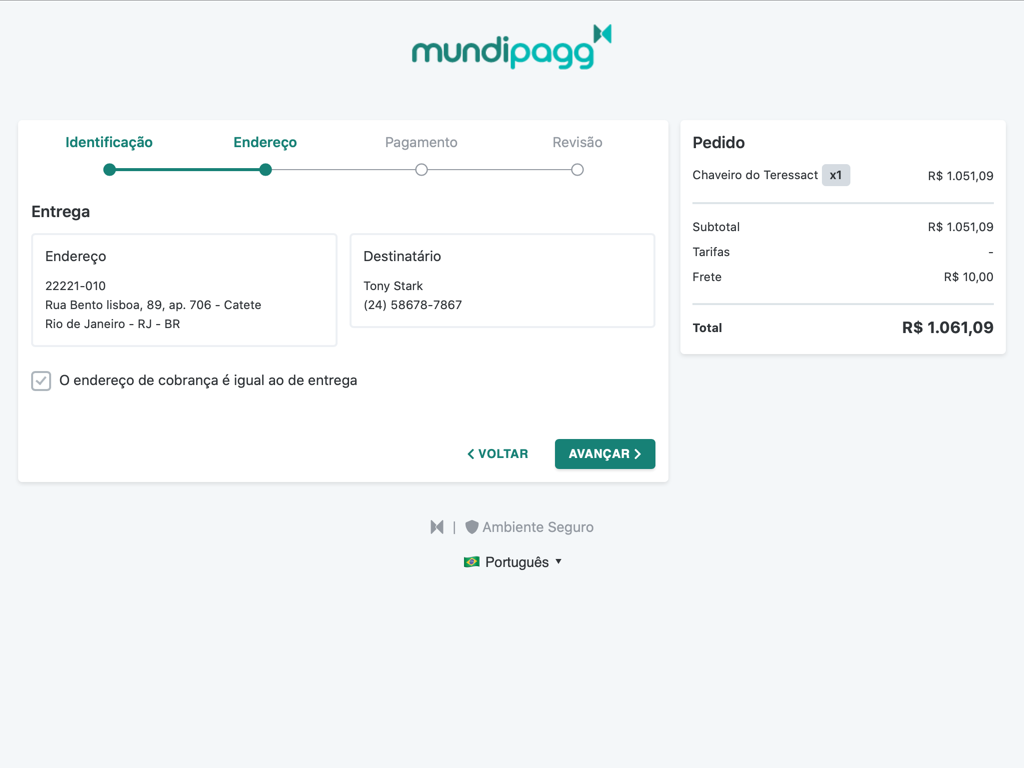 mundipagg
Identificação
Endereço
Pagamento
Revisão
Entrega
Endereço
22221-010
Rua Bento lisboa, 89, ap. 706 - Catete
Rio de Janeiro - RJ - BR
Destinatário
Tony Stark
(24) 58678-7867
O endereço de cobrança é igual ao de entrega
VOLTAR
AVANÇAR
Pedido
Chaveiro do Teressact x1 R$ 1.051,09
Subtotal R$ 1.051,09
Tarifas -
Frete R$ 10,00
Total R$ 1.061,09
| Ambiente Seguro
Português